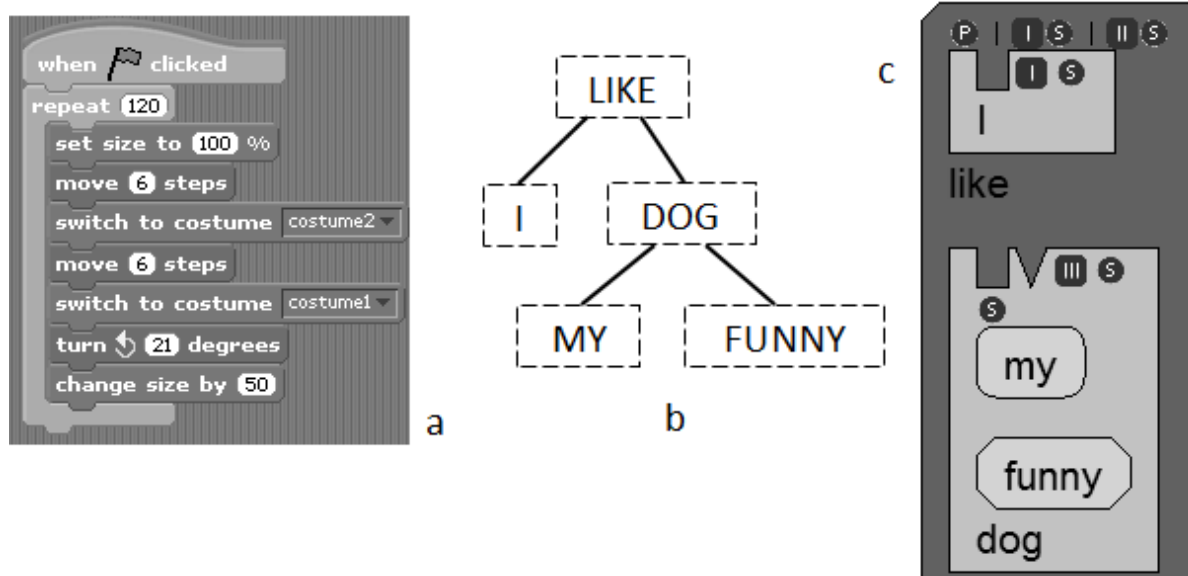 when clicked
repeat 120
set size to 100 %
move 6 steps
switch to costume costume2
move 6 steps
switch to costume costume1
turn 21 degrees
change size by 50
a
LIKE
I DOG
MY FUNNY
b
c
P | I S | II S
I S
I
like
III S
S
my
funny
dog